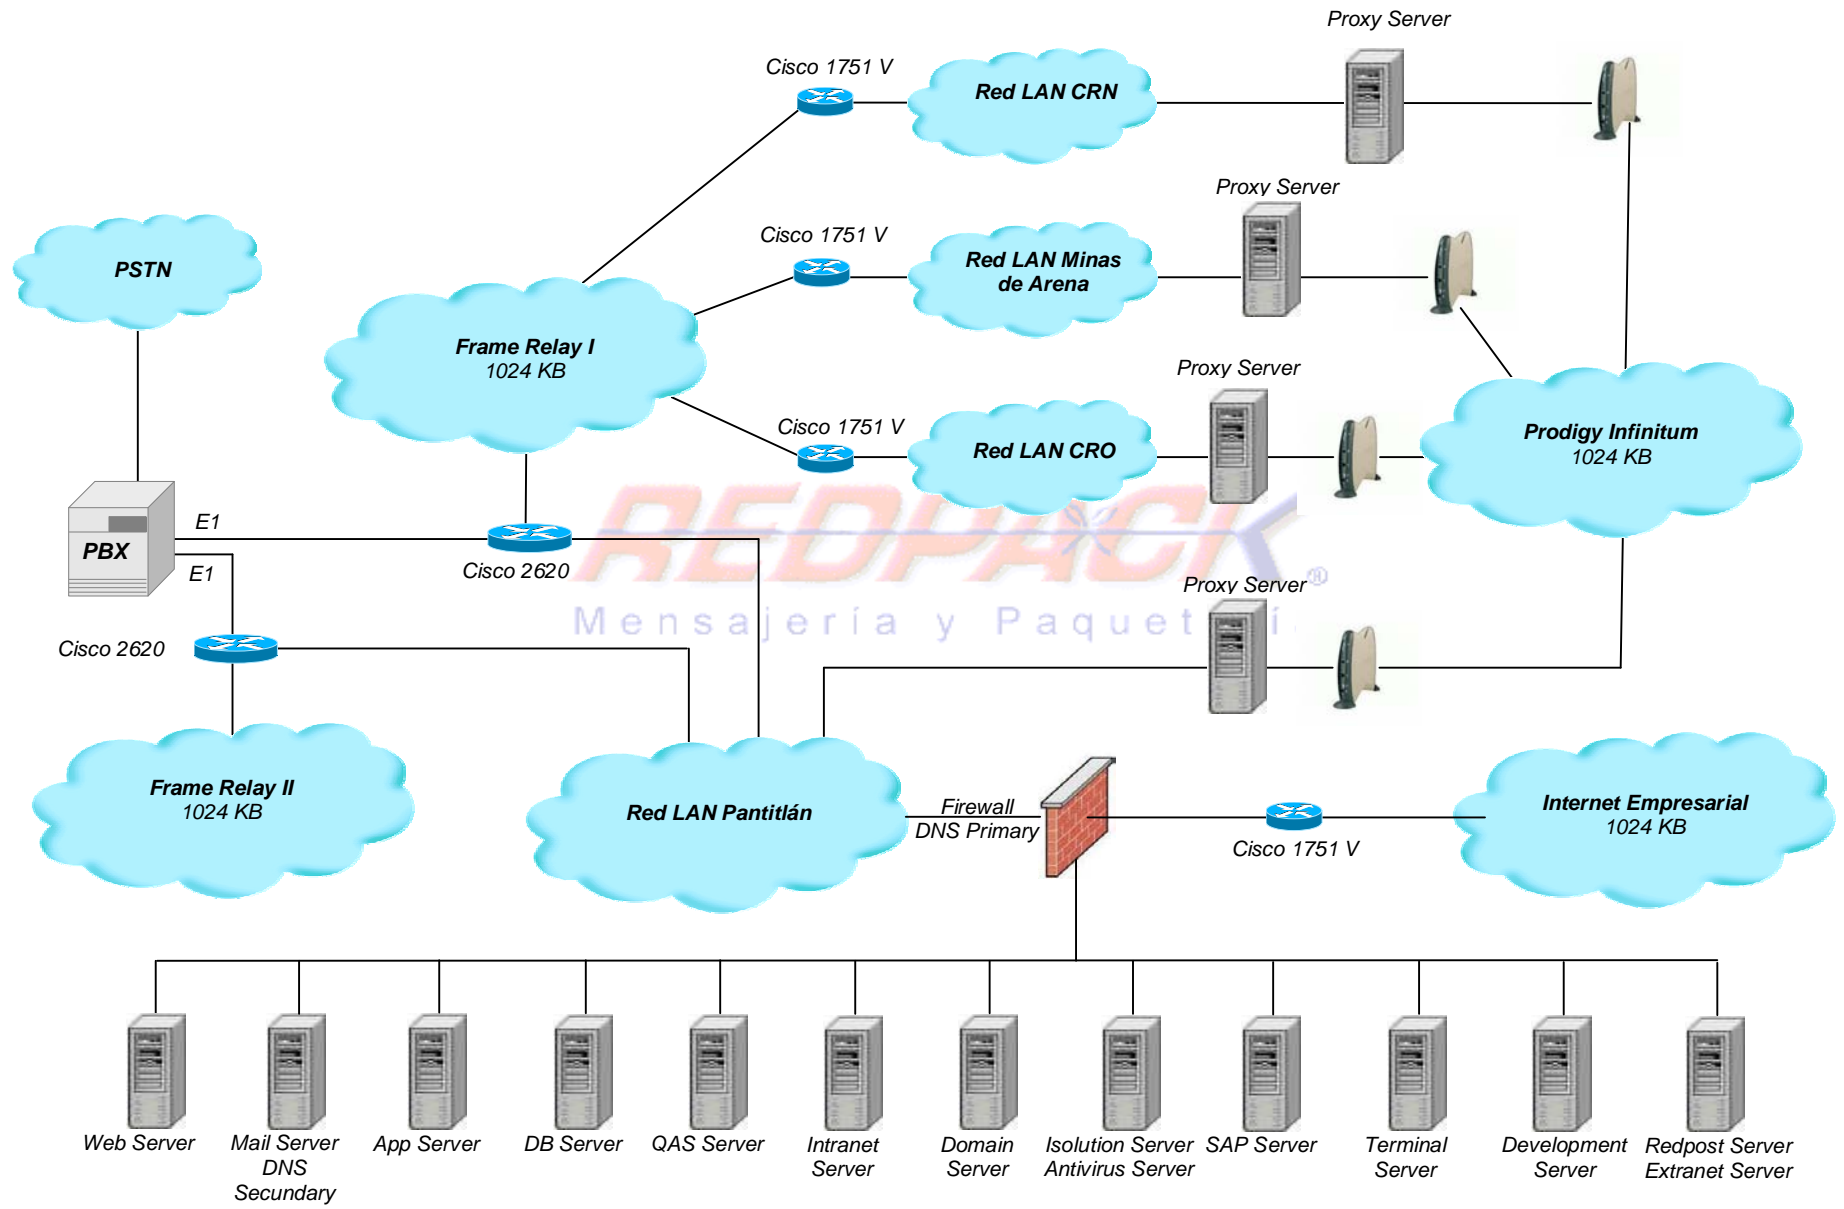 Proxy Server
Cisco 1751 V
Red LAN CRN
Proxy Server
Cisco 1751 V
Red LAN Minas
de Arena
PSTN
Frame Relay I
1024 KB
Proxy Server
Cisco 1751 V
Red LAN CRO
Prodigy Infinitum
1024 KB
REDPACK
®
Mensajería y Paquetí
E1
PBX
E1
Cisco 2620
Proxy Server
Cisco 2620
Frame Relay II
1024 KB
Red LAN Pantitlán
Firewall
DNS Primary
Cisco 1751 V
Internet Empresarial
1024 KB
Web Server
Mail Server
DNS
Secundary
App Server
DB Server
QAS Server
Intranet
Server
Domain
Server
Isolution Server
Antivirus Server
SAP Server
Terminal
Server
Development
Server
Redpost Server
Extranet Server